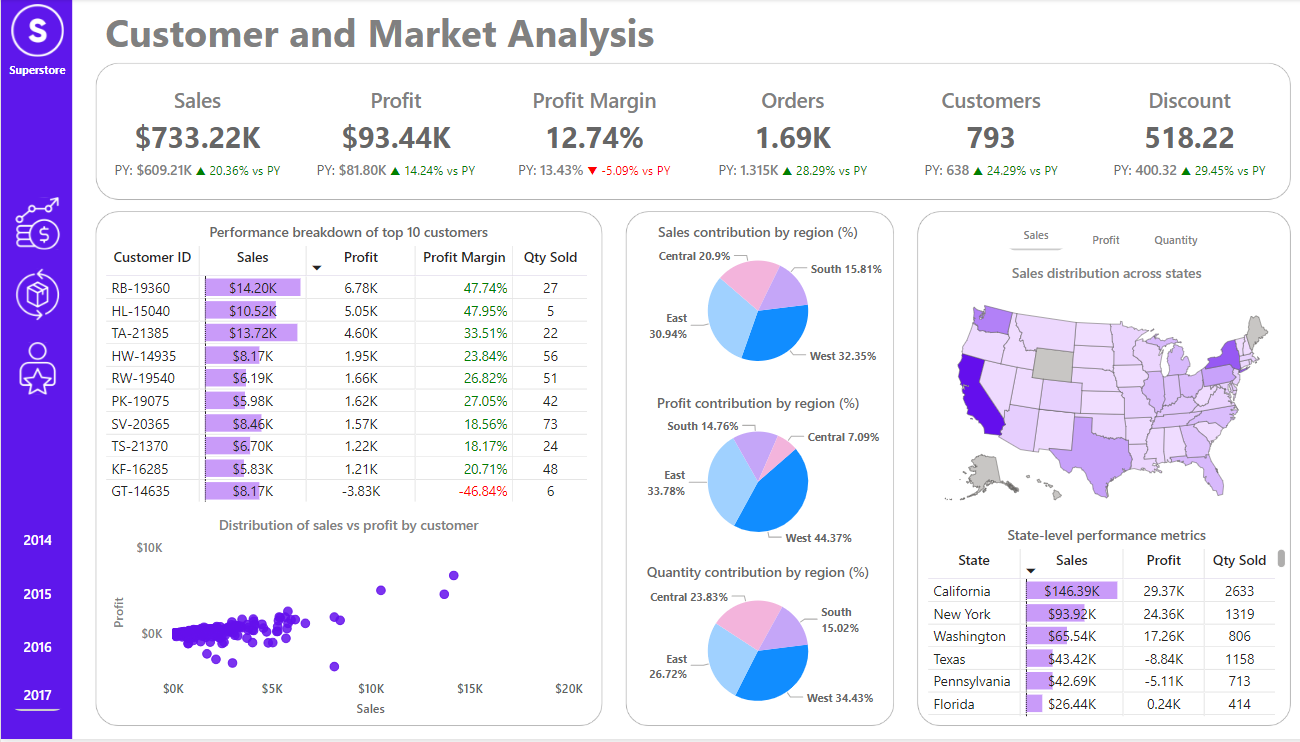 S
Superstore
Customer and Market Analysis
Sales Profit Profit Margin Orders Customers Discount
$733.22K $93.44K 12.74% 1.69K 793 518.22
PY: $609.21K ▲ 20.36% vs PY PY: $81.80K ▲ 14.24% vs PY PY: 13.43% ▼ -5.09% vs PY PY: 1.315K ▲ 28.29% vs PY PY: 638 ▲ 24.29% vs PY PY: 400.32 ▲ 29.45% vs PY
$
2014
2015
2016
2017
Performance breakdown of top 10 customers
Customer ID Sales Profit Profit Margin Qty Sold
RB-19360 $14.20K 6.78K 47.74% 27
HL-15040 $10.52K 5.05K 47.95% 5
TA-21385 $13.72K 4.60K 33.51% 22
HW-14935 $8.17K 1.95K 23.84% 56
RW-19540 $6.19K 1.66K 26.82% 51
PK-19075 $5.98K 1.62K 27.05% 42
SV-20365 $8.46K 1.57K 18.56% 73
TS-21370 $6.70K 1.22K 18.17% 24
KF-16285 $5.83K 1.21K 20.71% 48
GT-14635 $8.17K -3.83K -46.84% 6
Distribution of sales vs profit by customer
$10K
$0K
Profit
$0K $5K $10K $15K $20K
Sales
Sales contribution by region (%)
Central 20.9%
South 15.81%
East
30.94%
West 32.35%
Profit contribution by region (%)
South 14.76%
Central 7.09%
East
33.78%
West 44.37%
Quantity contribution by region (%)
Central 23.83%
South
15.02%
East
26.72%
West 34.43%
Sales Profit Quantity
Sales distribution across states
State-level performance metrics
State Sales Profit Qty Sold
California $146.39K 29.37K 2633
New York $93.92K 24.36K 1319
Washington $65.54K 17.26K 806
Texas $43.42K -8.84K 1158
Pennsylvania $42.69K -5.11K 713
Florida $26.44K 0.24K 414